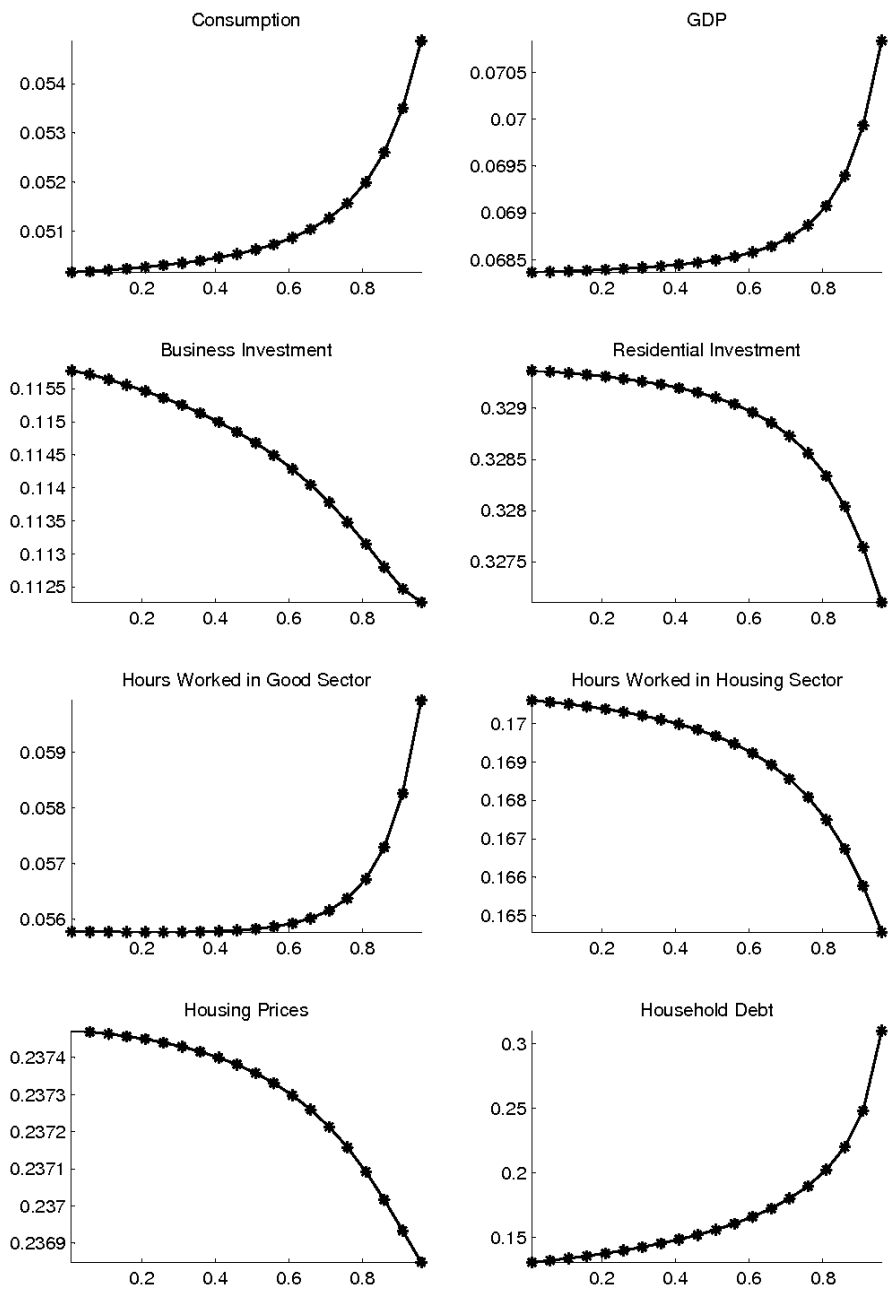 Consumption
0.054
0.053
0.052
0.051
0.2 0.4 0.6 0.8
GDP
0.0705
0.07
0.0695
0.069
0.0685
0.2 0.4 0.6 0.8
Business Investment
0.1155
0.115
0.1145
0.114
0.1135
0.113
0.1125
0.2 0.4 0.6 0.8
Residential Investment
0.329
0.3285
0.328
0.3275
0.2 0.4 0.6 0.8
Hours Worked in Good Sector
0.059
0.058
0.057
0.056
0.2 0.4 0.6 0.8
Hours Worked in Housing Sector
0.17
0.169
0.168
0.167
0.166
0.165
0.2 0.4 0.6 0.8
Housing Prices
0.2374
0.2373
0.2372
0.2371
0.237
0.2369
0.2 0.4 0.6 0.8
Household Debt
0.3
0.25
0.2
0.15
0.2 0.4 0.6 0.8